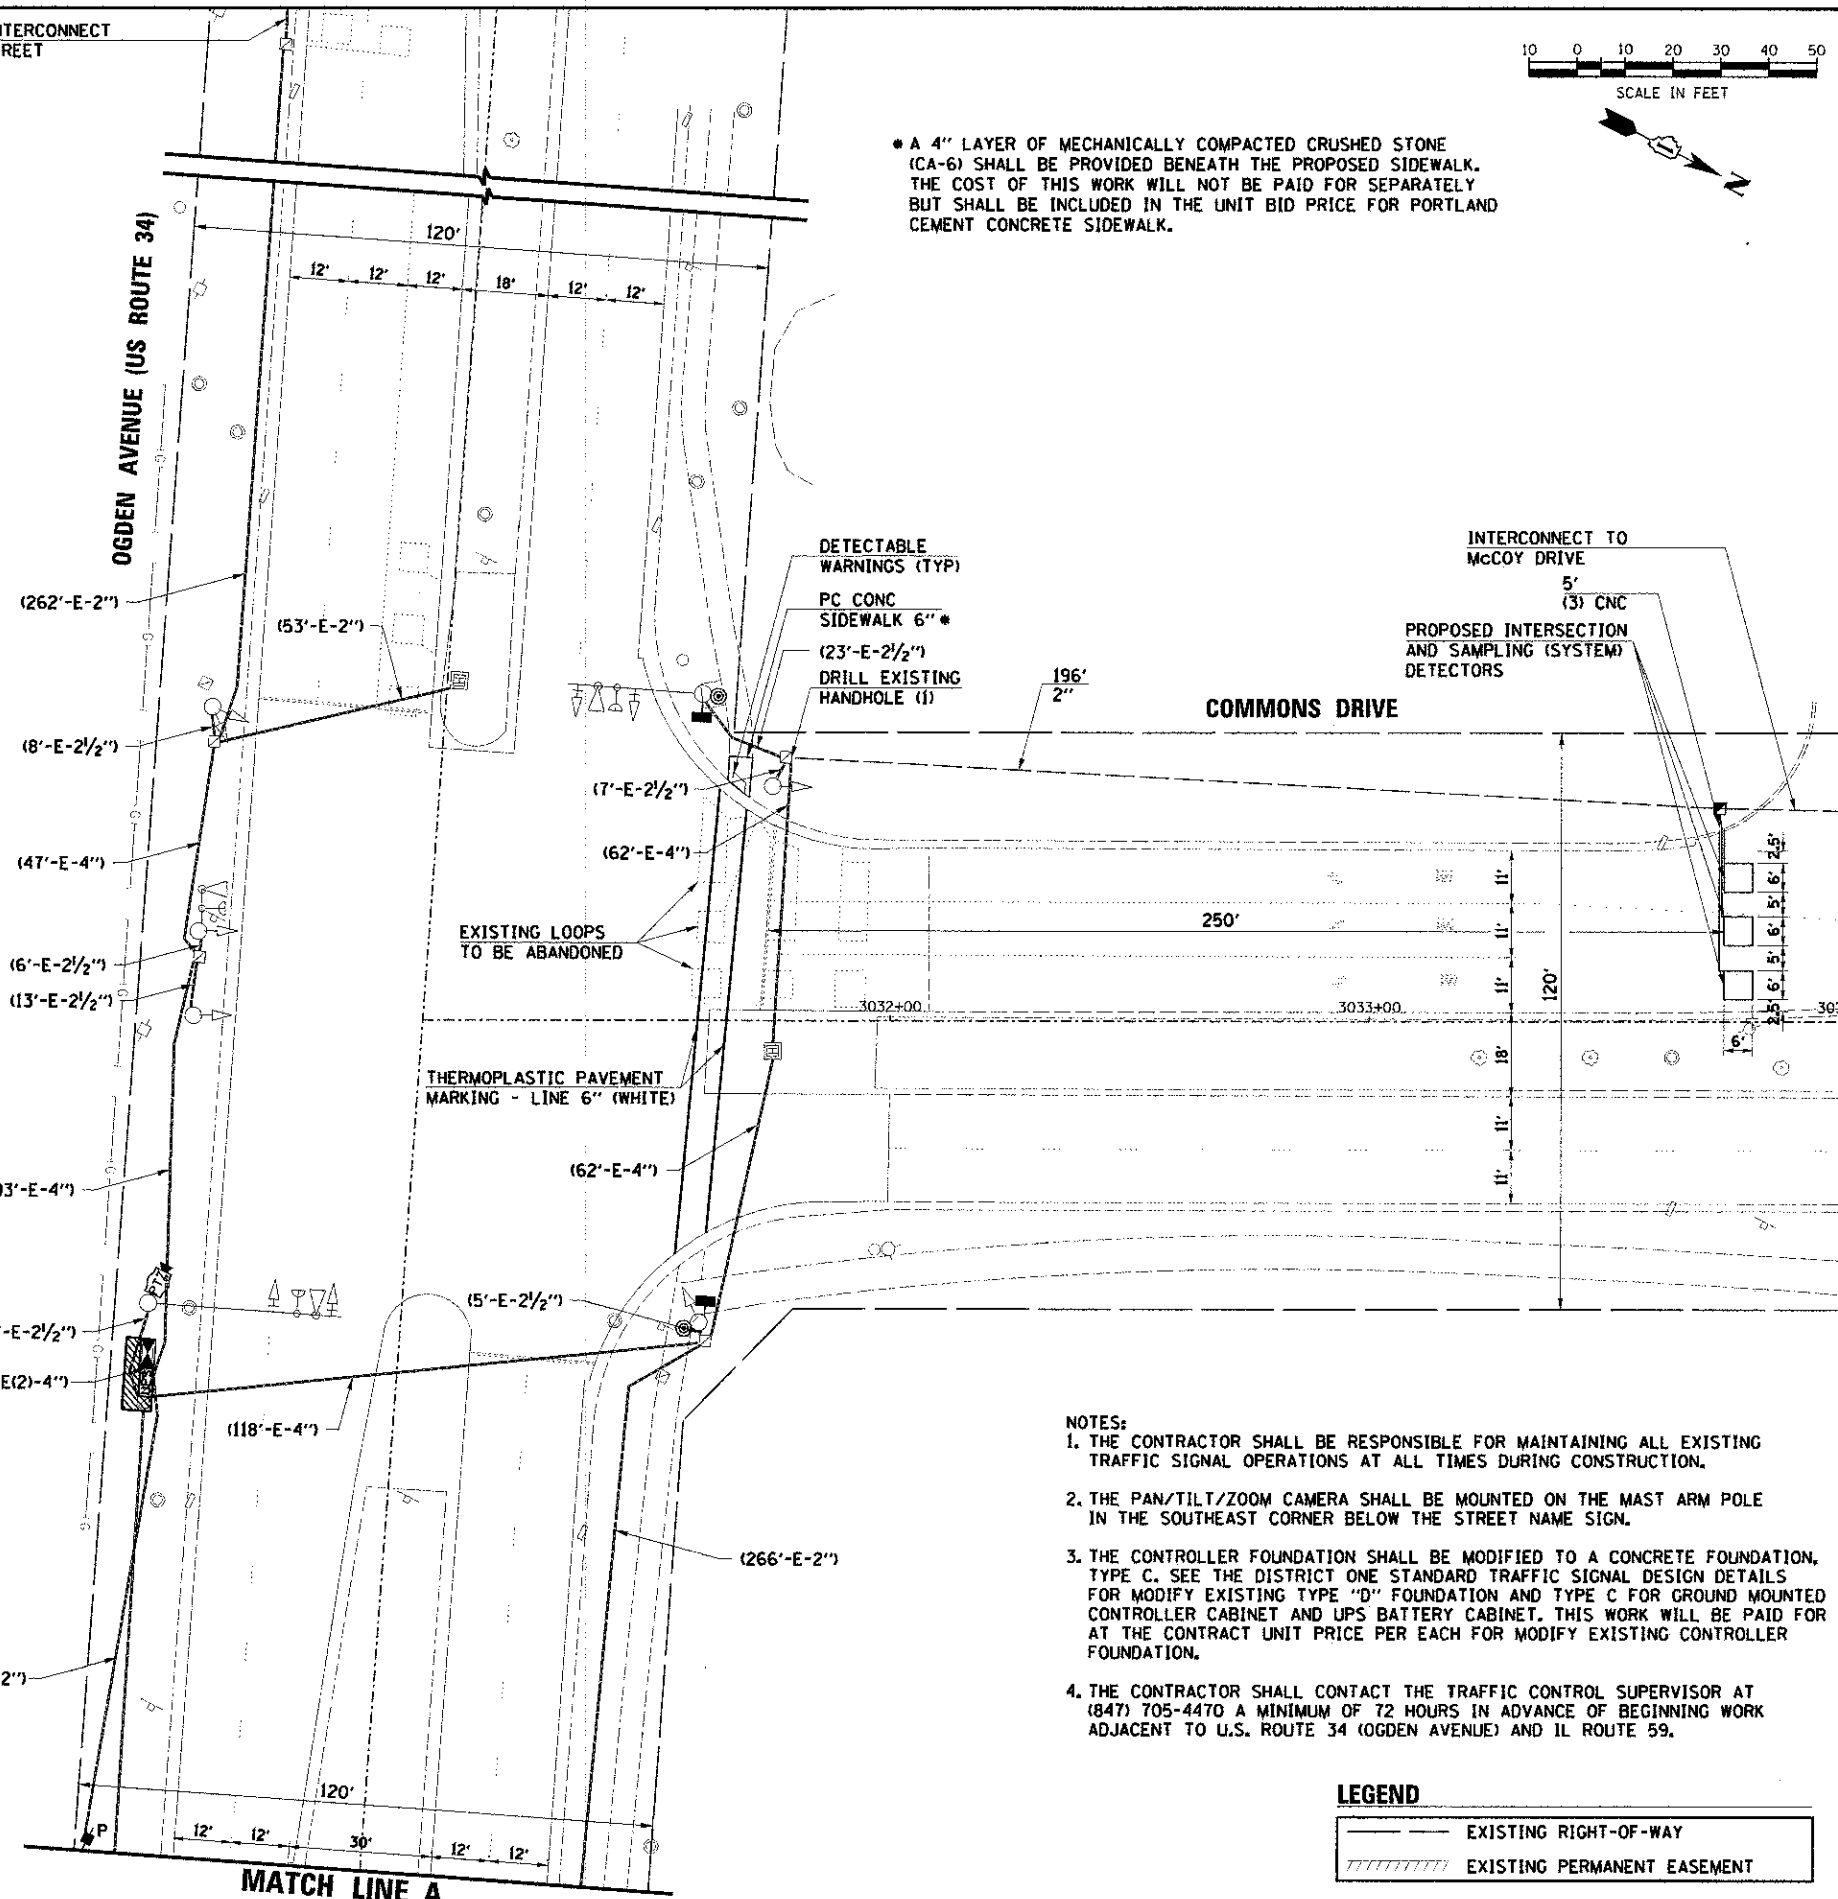 NTERCONNECT
REET
10 0 10 20 30 40 50
SCALE IN FEET
N
* A 4" LAYER OF MECHANICALLY COMPACTED CRUSHED STONE
(CA-6) SHALL BE PROVIDED BENEATH THE PROPOSED SIDEWALK.
THE COST OF THIS WORK WILL NOT BE PAID FOR SEPARATELY
BUT SHALL BE INCLUDED IN THE UNIT BID PRICE FOR PORTLAND
CEMENT CONCRETE SIDEWALK.
OGDEN AVENUE (US ROUTE 34)
120'
12' 12' 12' 18' 12' 12'
(262'-E-2")
(53'-E-2")
(8'-E-2½")
(47'-E-4")
(6'-E-2½")
(13'-E-2½")
3'-E-4")
PTZ
'-E-2½")
E(2)-4")
(118'-E-4")
2")
P
DETECTABLE
WARNINGS (TYP)
PC CONC
SIDEWALK 6" *
(23'-E-2½")
DRILL EXISTING
HANDHOLE (1)
(7'-E-2½")
(62'-E-4")
196'
2"
COMMONS DRIVE
INTERCONNECT TO
McCOY DRIVE
5'
(3) CNC
PROPOSED INTERSECTION
AND SAMPLING (SYSTEM)
DETECTORS
EXISTING LOOPS
TO BE ABANDONED
250'
11'
11'
11'
18'
11'
11'
120'
2.5'
6'
5'
6'
5'
6'
2.5'
6'
3032+00
3033+00
303
THERMOPLASTIC PAVEMENT
MARKING - LINE 6" (WHITE)
(62'-E-4")
(5'-E-2½")
(266'-E-2")
120'
12' 12' 30' 12' 12'
MATCH LINE A
NOTES:
1. THE CONTRACTOR SHALL BE RESPONSIBLE FOR MAINTAINING ALL EXISTING
TRAFFIC SIGNAL OPERATIONS AT ALL TIMES DURING CONSTRUCTION.
2. THE PAN/TILT/ZOOM CAMERA SHALL BE MOUNTED ON THE MAST ARM POLE
IN THE SOUTHEAST CORNER BELOW THE STREET NAME SIGN.
3. THE CONTROLLER FOUNDATION SHALL BE MODIFIED TO A CONCRETE FOUNDATION,
TYPE C. SEE THE DISTRICT ONE STANDARD TRAFFIC SIGNAL DESIGN DETAILS
FOR MODIFY EXISTING TYPE "D" FOUNDATION AND TYPE C FOR GROUND MOUNTED
CONTROLLER CABINET AND UPS BATTERY CABINET. THIS WORK WILL BE PAID FOR
AT THE CONTRACT UNIT PRICE PER EACH FOR MODIFY EXISTING CONTROLLER
FOUNDATION.
4. THE CONTRACTOR SHALL CONTACT THE TRAFFIC CONTROL SUPERVISOR AT
(847) 705-4470 A MINIMUM OF 72 HOURS IN ADVANCE OF BEGINNING WORK
ADJACENT TO U.S. ROUTE 34 (OGDEN AVENUE) AND IL ROUTE 59.
LEGEND
EXISTING RIGHT-OF-WAY
EXISTING PERMANENT EASEMENT